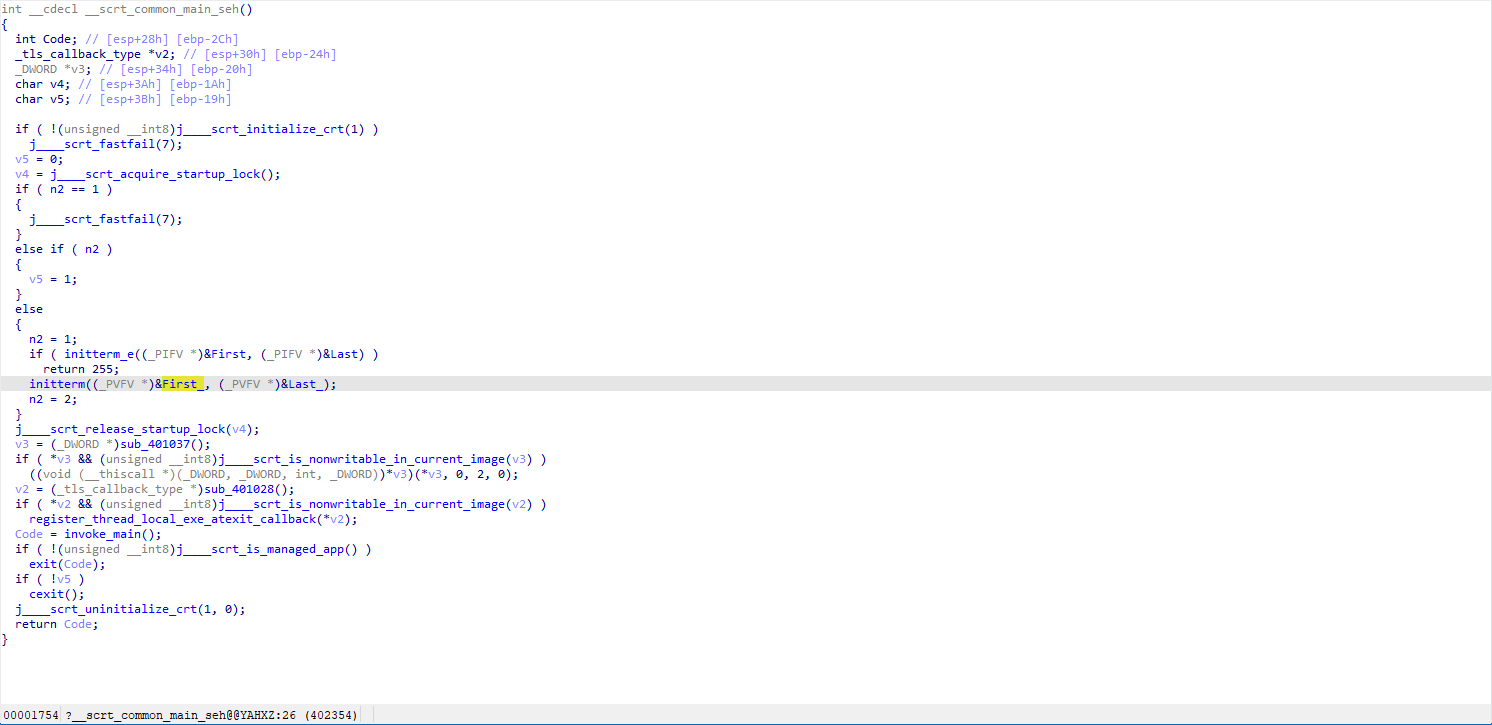 int __cdecl __scrt_common_main_seh()
{
  int Code; // [esp+28h] [ebp-2Ch]
  _tls_callback_type *v2; // [esp+30h] [ebp-24h]
  _DWORD *v3; // [esp+34h] [ebp-20h]
  char v4; // [esp+3Ah] [ebp-1Ah]
  char v5; // [esp+3Bh] [ebp-19h]

  if ( !(unsigned __int8)j____scrt_initialize_crt(1) )
    j____scrt_fastfail(7);
  v5 = 0;
  v4 = j____scrt_acquire_startup_lock();
  if ( n2 == 1 )
  {
    j____scrt_fastfail(7);
  }
  else if ( n2 )
  {
    v5 = 1;
  }
  else
  {
    n2 = 1;
    if ( initterm_e((_PIFV *)&First, (_PIFV *)&Last) )
      return 255;
    initterm((_PVFV *)&First_, (_PVFV *)&Last_);
    n2 = 2;
  }
  j____scrt_release_startup_lock(v4);
  v3 = (_DWORD *)sub_401037();
  if ( *v3 && (unsigned __int8)j____scrt_is_nonwritable_in_current_image(v3) )
    ((void (__thiscall *)(_DWORD, _DWORD, int, _DWORD))*v3)(*v3, 0, 2, 0);
  v2 = (_tls_callback_type *)sub_401028();
  if ( *v2 && (unsigned __int8)j____scrt_is_nonwritable_in_current_image(v2) )
    register_thread_local_exe_atexit_callback(*v2);
  Code = invoke_main();
  if ( !(unsigned __int8)j____scrt_is_managed_app() )
    exit(Code);
  if ( !v5 )
    cexit();
  j____scrt_uninitialize_crt(1, 0);
  return Code;
}
00001754 ?__scrt_common_main_seh@@YAHXZ:26 (402354)